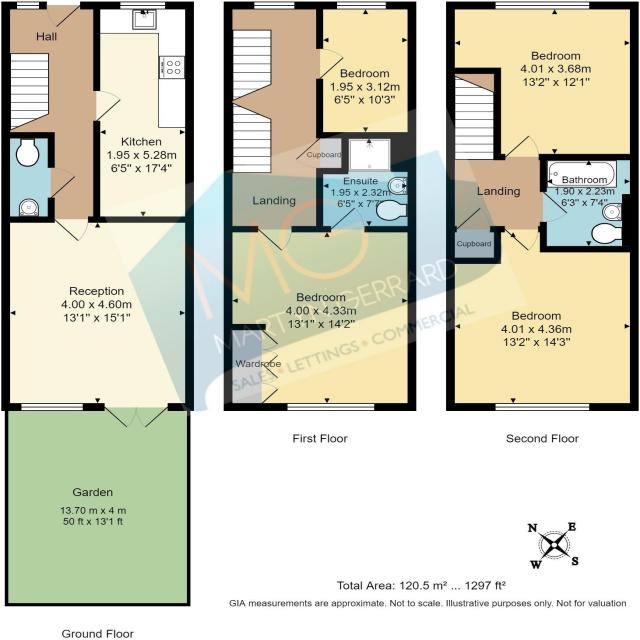 Hall
Kitchen
1.95 x 5.28m
6'5" x 17'4"
Reception
4.00 x 4.60m
13'1" x 15'1"
Garden
13.70 m x 4 m
50 ft x 13'1 ft
Ground Floor
Bedroom
1.95 x 3.12m
6'5" x 10'3"
Cupboard
Ensuite
1.95 x 2.32m
6'5" x 7'7"
Landing
Bedroom
4.00 x 4.33m
13'1" x 14'2"
Wardrobe
First Floor
Bedroom
4.01 x 3.68m
13'2" x 12'1"
Landing
Bathroom
1.90 x 2.23m
6'3" x 7'4"
Cupboard
Bedroom
4.01 x 4.36m
13'2" x 14'3"
Second Floor
MG
MARTIN GERRARD
SALES • LETTINGS • COMMERCIAL
N E
W S
Total Area: 120.5 m² ... 1297 ft²
GIA measurements are approximate. Not to scale. Illustrative purposes only. Not for valuation